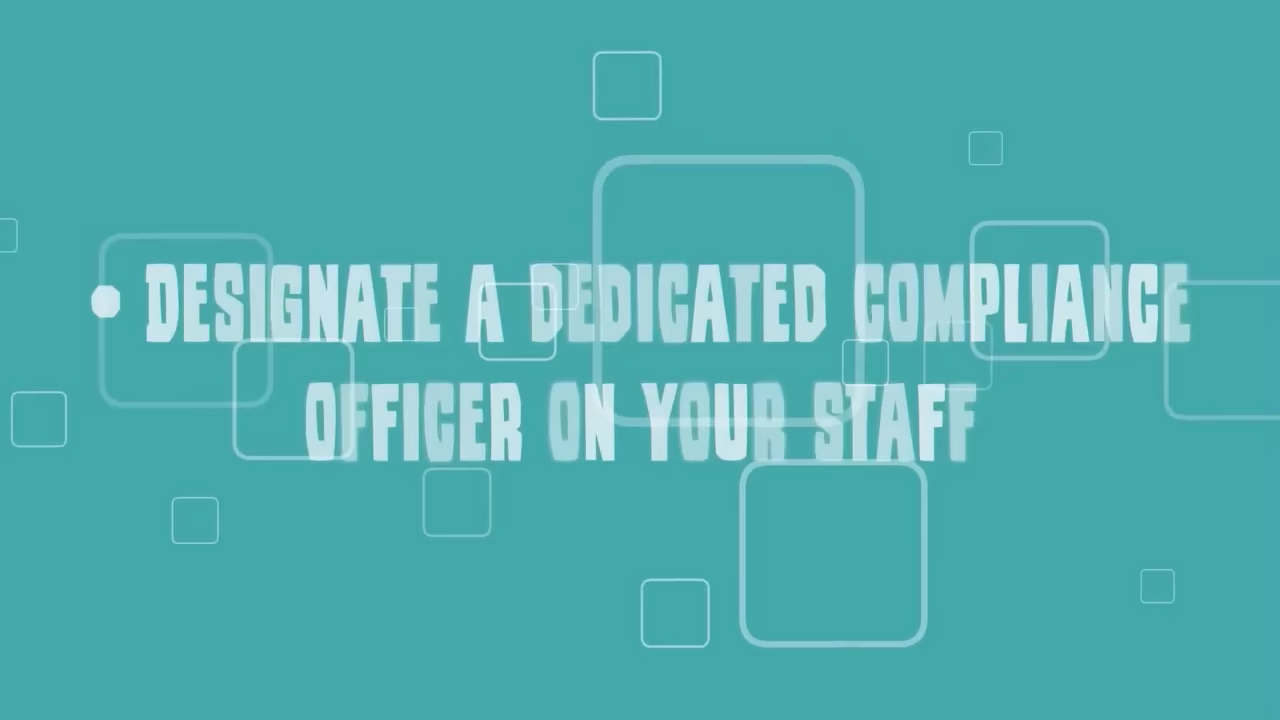 • DESIGNATE A DEDICATED COMPLIANCE
OFFICER ON YOUR STAFF